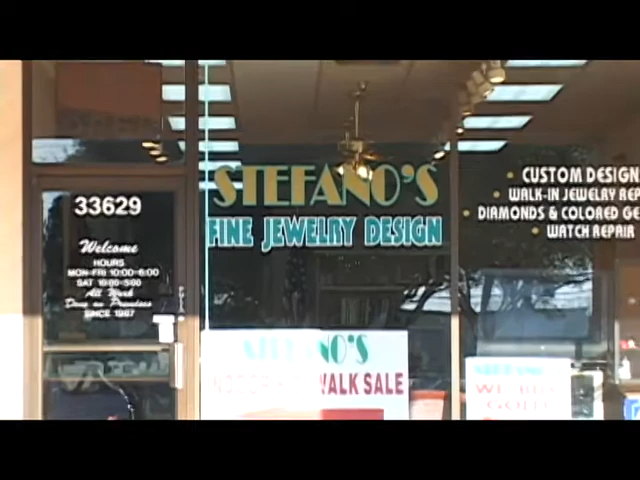 33629
Welcome
HOURS
MON-FRI 10:00-6:00
SAT. 10:00-5:00
All Work
Done on Premises
SINCE 1987
STEFANO'S
FINE JEWELRY DESIGN
CUSTOM DESIGN
WALK-IN JEWELRY REP
DIAMONDS & COLORED GE
WATCH REPAIR
STEFANO'S
WALK SALE
WE BUY
GOLD